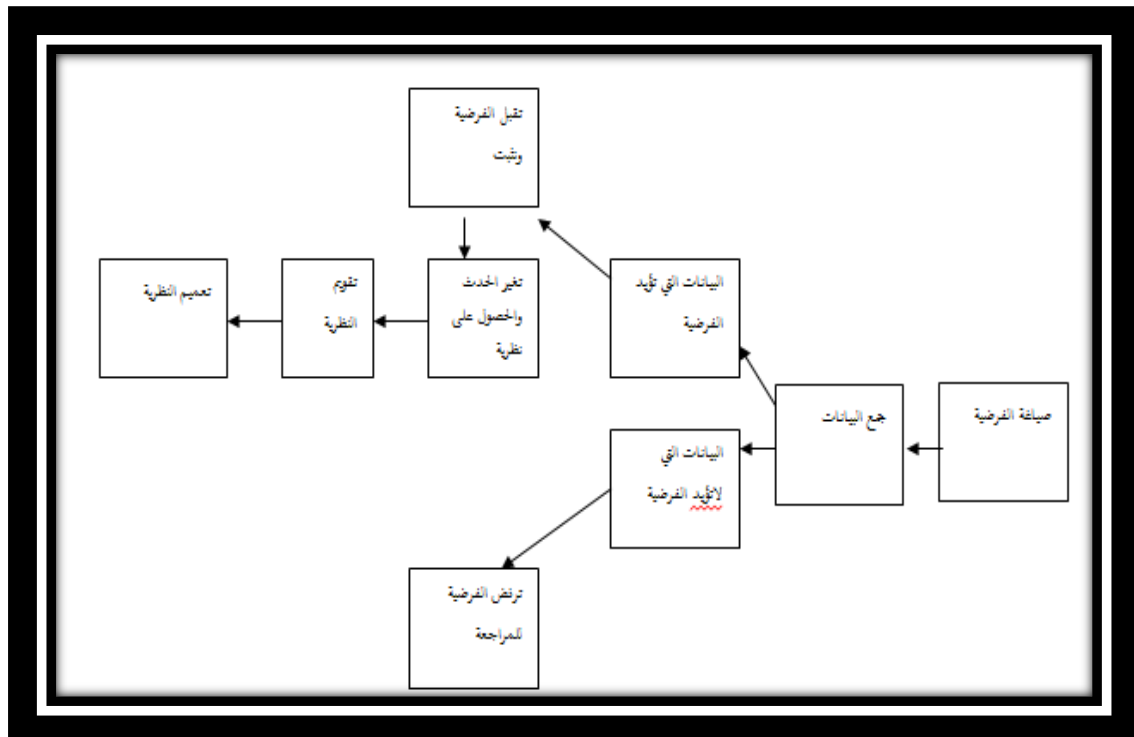 تقبل الفرضية
وتثبت
صياغة الفرضية
جمع البيانات
البيانات التي تؤيد
الفرضية
تغير الحدث
والحصول على
نظرية
تقويم
النظرية
تعميم النظرية
البيانات التي
لاتؤيد الفرضية
ترفض الفرضية
للمراجعة